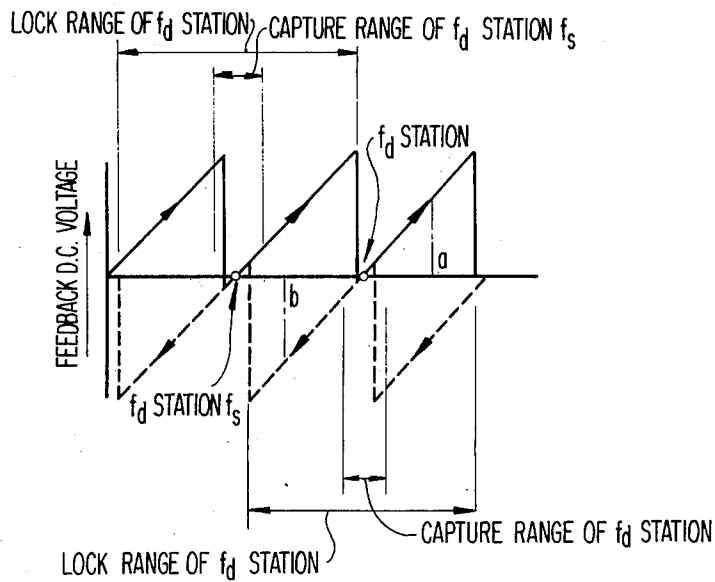 LOCK RANGE OF fd STATION
CAPTURE RANGE OF fd STATION fs
fd STATION
FEEDBACK D.C. VOLTAGE
a
b
fd STATION fs
CAPTURE RANGE OF fd STATION
LOCK RANGE OF fd STATION